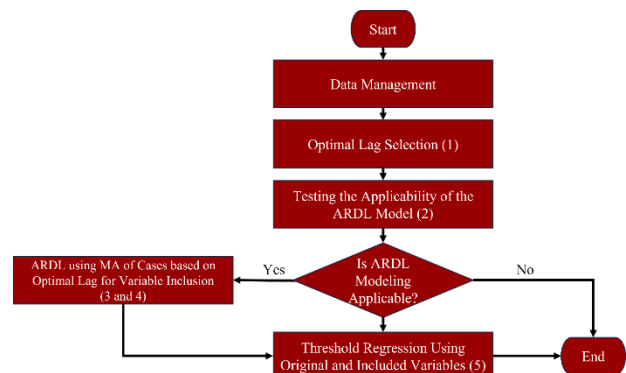 Start
Data Management
Optimal Lag Selection (1)
Testing the Applicability of the
ARDL Model (2)
ARDL using MA of Cases based on
Optimal Lag for Variable Inclusion
(3 and 4)
Yes
Is ARDL
Modeling
Applicable?
No
Threshold Regression Using
Original and Included Variables (5)
End